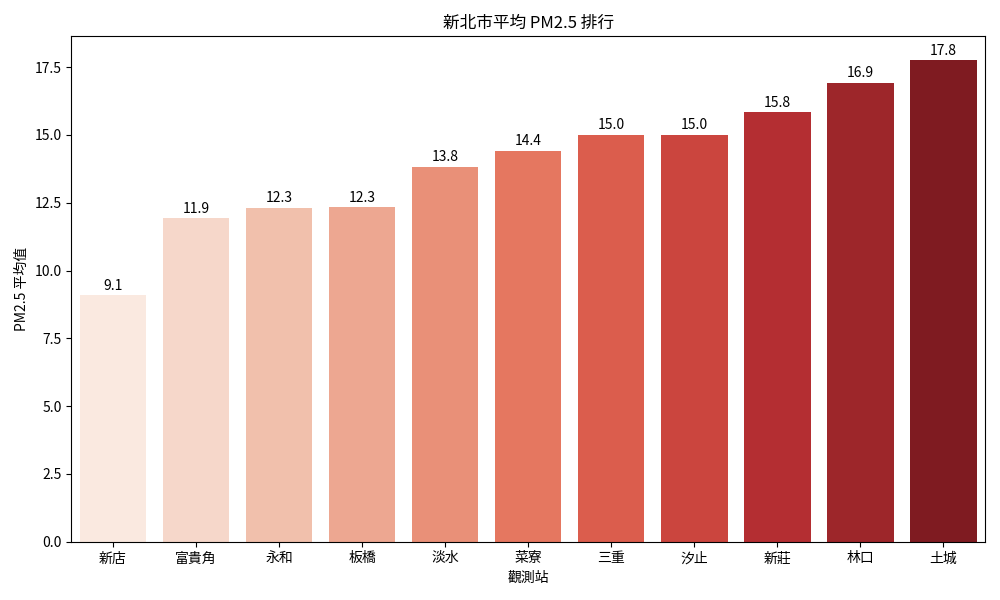 新北市平均 PM2.5 排行
PM2.5 平均值
17.5
15.0
12.5
10.0
7.5
5.0
2.5
0.0
9.1
11.9
12.3
12.3
13.8
14.4
15.0
15.0
15.8
16.9
17.8
新店
富貴角
永和
板橋
淡水
菜寮
三重
汐止
新莊
林口
土城
觀測站